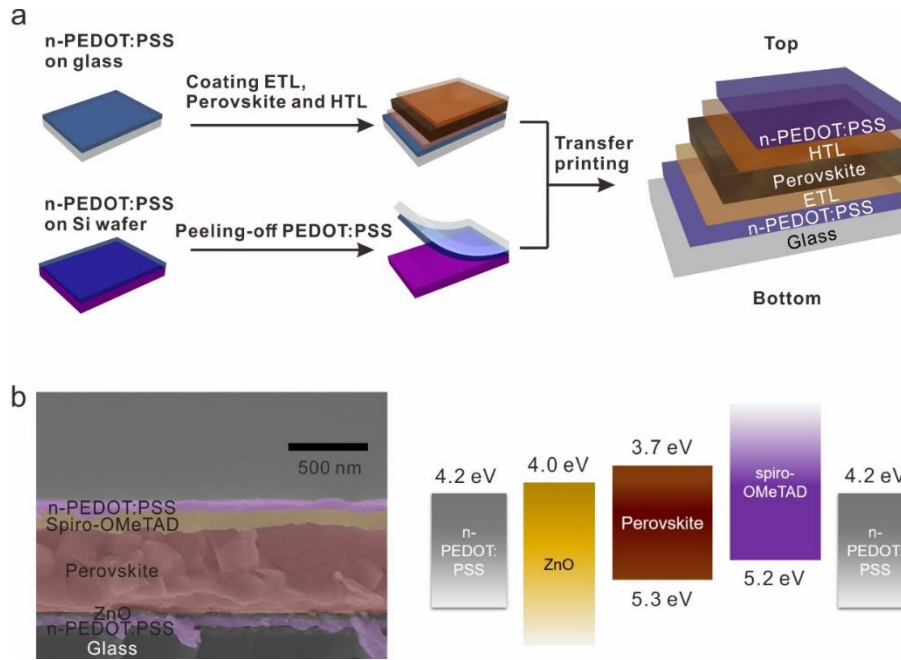 a
n-PEDOT:PSS
on glass
Coating ETL,
Perovskite and HTL
n-PEDOT:PSS
on Si wafer
Peeling-off PEDOT:PSS
Transfer
printing
Top
n-PEDOT:PSS
HTL
Perovskite
ETL
n-PEDOT:PSS
Glass
Bottom
b
500 nm
n-PEDOT:PSS
Spiro-OMeTAD
Perovskite
ZnO
n-PEDOT:PSS
Glass
4.2 eV
n-
PEDOT:
PSS
4.0 eV
ZnO
3.7 eV
Perovskite
5.3 eV
spiro-
OMeTAD
5.2 eV
4.2 eV
n-
PEDOT:
PSS